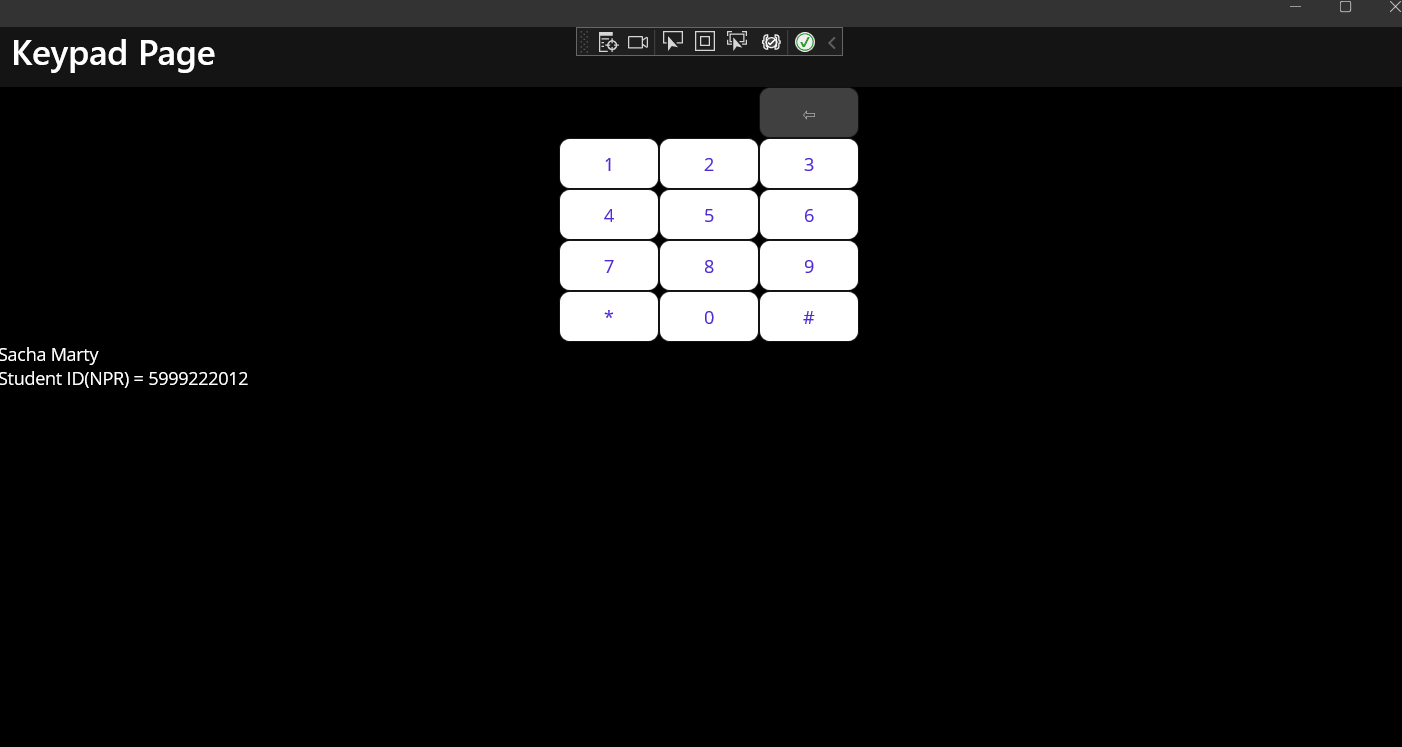 Keypad Page
⇦
1 2 3
4 5 6
7 8 9
* 0 #
Sacha Marty
Student ID(NPR) = 5999222012